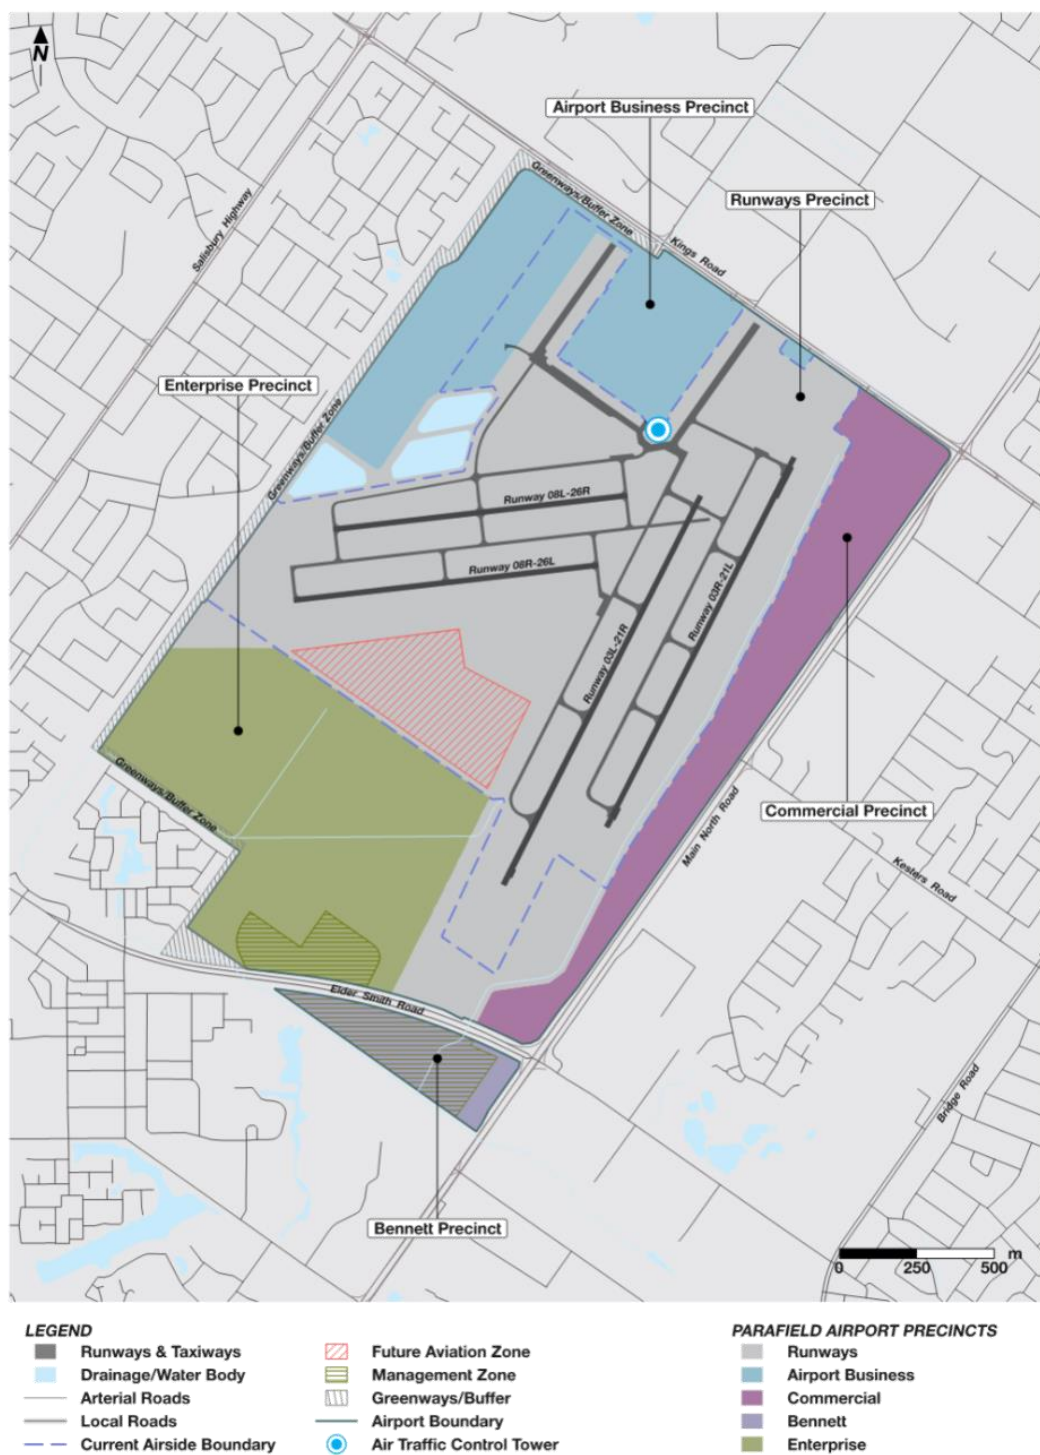 N
Airport Business Precinct
Greenways/Buffer Zone
Runways Precinct
Salisbury Highway
Kings Road
Enterprise Precinct
Greenways/Buffer Zone
Runway 08L-26R
Runway 08R-26L
Runway 03R-21L
Runway 03L-21R
Greenways/Buffer Zone
Commercial Precinct
Main North Road
Kesters Road
Elder Smith Road
Bridge Road
Bennett Precinct
m
0 250 500
LEGEND
Runways & Taxiways
Drainage/Water Body
Arterial Roads
Local Roads
Current Airside Boundary
Future Aviation Zone
Management Zone
Greenways/Buffer
Airport Boundary
Air Traffic Control Tower
PARAFIELD AIRPORT PRECINCTS
Runways
Airport Business
Commercial
Bennett
Enterprise